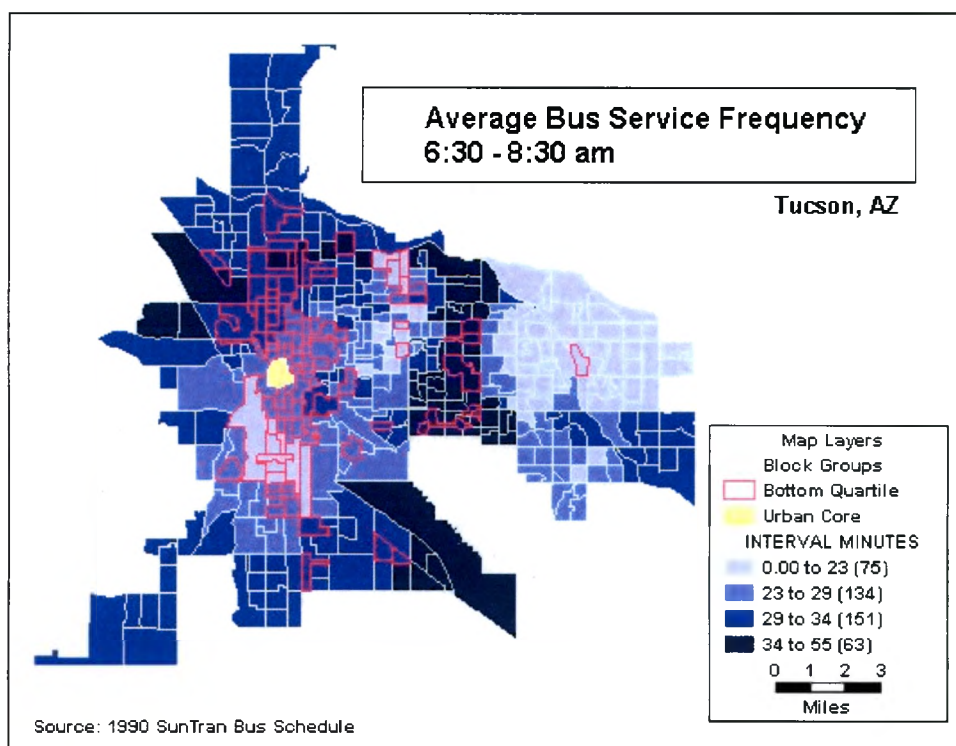 Average Bus Service Frequency
6:30 - 8:30 am
Tucson, AZ
Map Layers
Block Groups
Bottom Quartile
Urban Core
INTERVAL MINUTES
0.00 to 23 (75)
23 to 29 (134)
29 to 34 (151)
34 to 55 (63)
0 1 2 3
Miles
Source: 1990 SunTran Bus Schedule